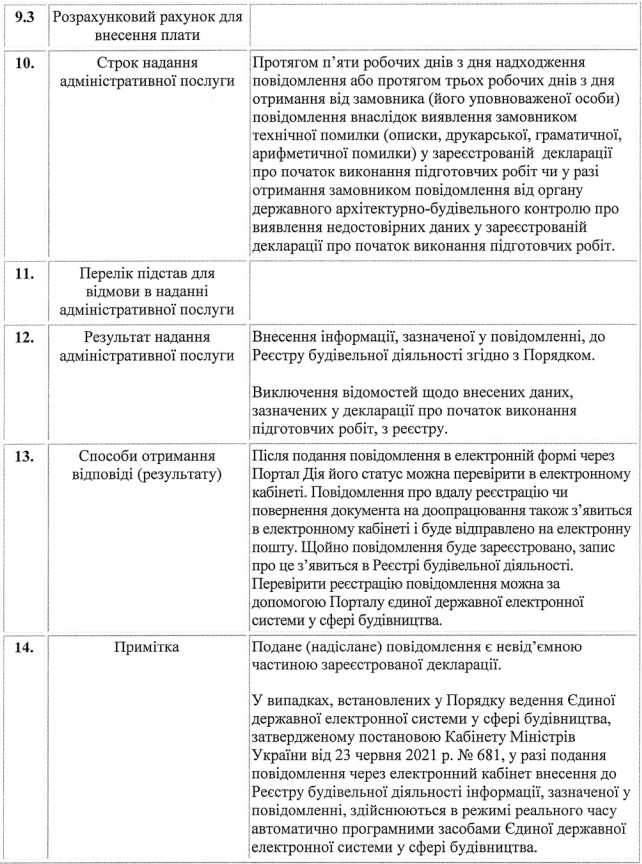 9.3 Розрахунковий рахунок для
внесення плати
10. Строк надання
адміністративної послуги
Протягом п’яти робочих днів з дня надходження
повідомлення або протягом трьох робочих днів з дня
отримання від замовника (його уповноваженої особи)
повідомлення внаслідок виявлення замовником
технічної помилки (описки, друкарської, граматичної,
арифметичної помилки) у зареєстрованій декларації
про початок виконання підготовчих робіт чи у разі
отримання замовником повідомлення від органу
державного архітектурно-будівельного контролю про
виявлення недостовірних даних у зареєстрованій
декларації про початок виконання підготовчих робіт.
11. Перелік підстав для
відмови в наданні
адміністративної послуги
12. Результат надання
адміністративної послуги
Внесення інформації, зазначеної у повідомленні, до
Реєстру будівельної діяльності згідно з Порядком.
Виключення відомостей щодо внесених даних,
зазначених у декларації про початок виконання
підготовчих робіт, з реєстру.
13. Способи отримання
відповіді (результату)
Після подання повідомлення в електронній формі через
Портал Дія його статус можна перевірити в електронному
кабінеті. Повідомлення про вдалу реєстрацію чи
повернення документа на доопрацювання також з’явиться
в електронному кабінеті і буде відправлено на електронну
пошту. Щойно повідомлення буде зареєстровано, запис
про це з’явиться в Реєстрі будівельної діяльності.
Перевірити реєстрацію повідомлення можна за
допомогою Порталу єдиної державної електронної
системи у сфері будівництва.
14. Примітка
Подане (надіслане) повідомлення є невід’ємною
частиною зареєстрованої декларації.
У випадках, встановлених у Порядку ведення Єдиної
державної електронної системи у сфері будівництва,
затвердженому постановою Кабінету Міністрів
України від 23 червня 2021 р. № 681, у разі подання
повідомлення через електронний кабінет внесення до
Реєстру будівельної діяльності інформації, зазначеної у
повідомленні, здійснюються в режимі реального часу
автоматично програмними засобами Єдиної державної
електронної системи у сфері будівництва.